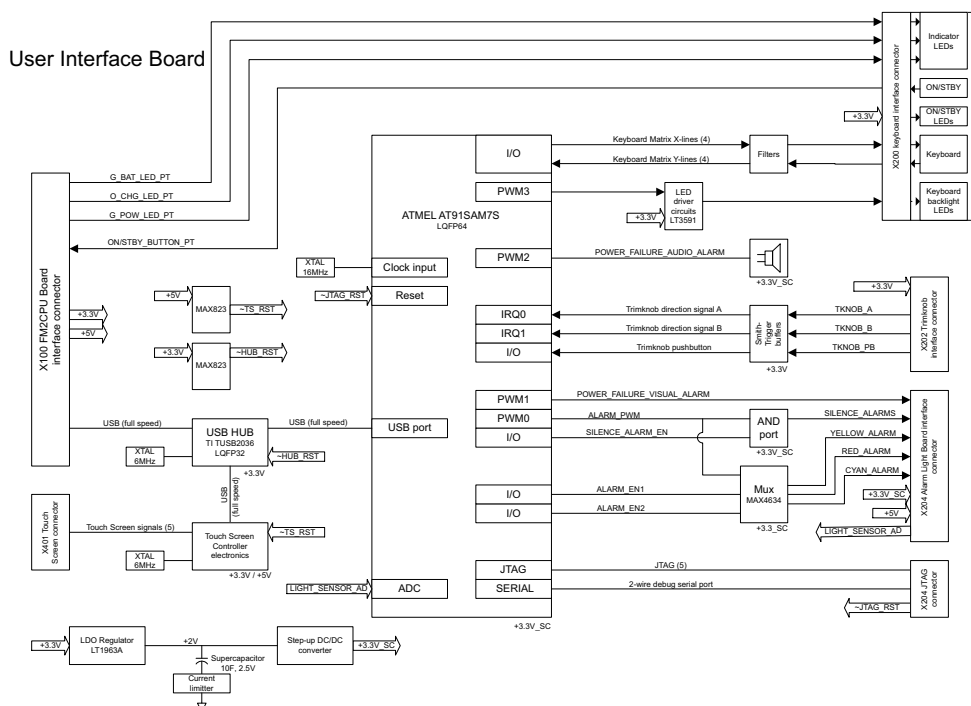 User Interface Board
Indicator
LEDs
ON/STBY
ON/STBY
LEDs
Keyboard
Keyboard
backlight
LEDs
X200 keyboard interface connector
+3.3V
I/O
Keyboard Matrix X-lines (4)
Keyboard Matrix Y-lines (4)
Filters
G_BAT_LED_PT
O_CHG_LED_PT
G_POW_LED_PT
ON/STBY_BUTTON_PT
X100 FM2CPU Board
interface connector
+3.3V
+5V
ATMEL AT91SAM7S
LQFP64
PWM3
LED
driver
circuits
LT3591
+3.3V
PWM2
POWER_FAILURE_AUDIO_ALARM
+3.3V_SC
XTAL
16MHz
Clock input
~JTAG_RST
Reset
+5V
MAX823
~TS_RST
+3.3V
MAX823
~HUB_RST
IRQ0
IRQ1
I/O
Trimknob direction signal A
Trimknob direction signal B
Trimknob pushbutton
Smith-
Trigger
buffers
+3.3V
TKNOB_A
TKNOB_B
TKNOB_PB
+3.3V
X202 Trimknob
interface connector
PWM1
PWM0
I/O
POWER_FAILURE_VISUAL_ALARM
ALARM_PWM
SILENCE_ALARM_EN
AND
port
+3.3V_SC
SILENCE_ALARMS
YELLOW_ALARM
RED_ALARM
CYAN_ALARM
+3.3V_SC
+5V
LIGHT_SENSOR_AD
X204 Alarm Light Board interface
connector
USB (full speed)
USB HUB
TI TUSB2036
LQFP32
+3.3V
USB (full speed)
USB port
XTAL
6MHz
~HUB_RST
USB
(full speed)
I/O
I/O
ALARM_EN1
ALARM_EN2
Mux
MAX4634
+3.3_SC
X401 Touch
Screen connector
Touch Screen signals (5)
Touch Screen
Controller
electronics
+3.3V / +5V
~TS_RST
XTAL
6MHz
LIGHT_SENSOR_AD
ADC
JTAG
SERIAL
JTAG (5)
2-wire debug serial port
~JTAG_RST
X204 JTAG
connector
+3.3V_SC
+3.3V
LDO Regulator
LT1963A
+2V
Supercapacitor
10F, 2.5V
Current
limitter
Step-up DC/DC
converter
+3.3V_SC